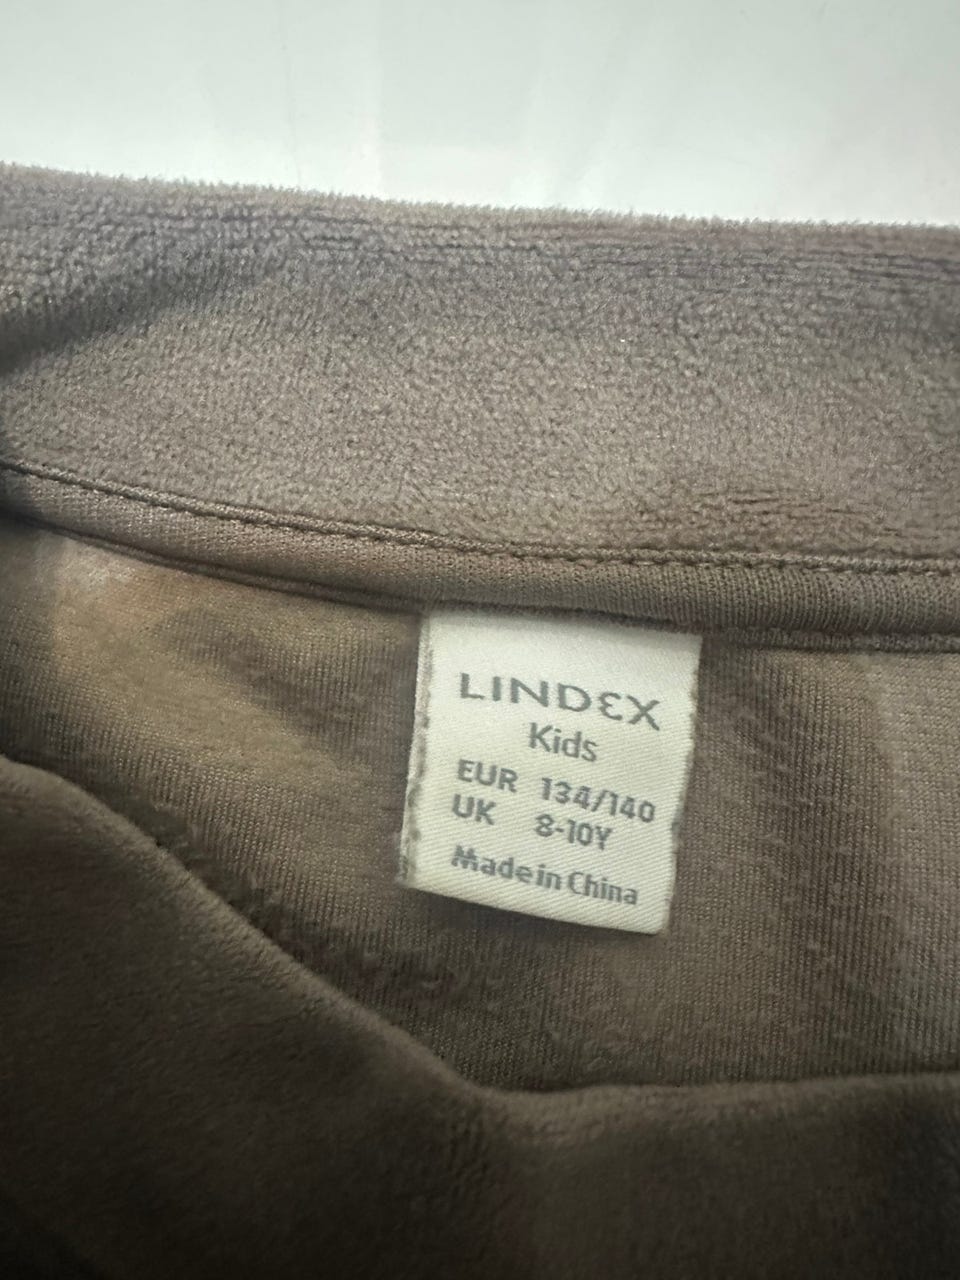 LINDEX
Kids
EUR 134/140
UK 8-10Y
Made in China